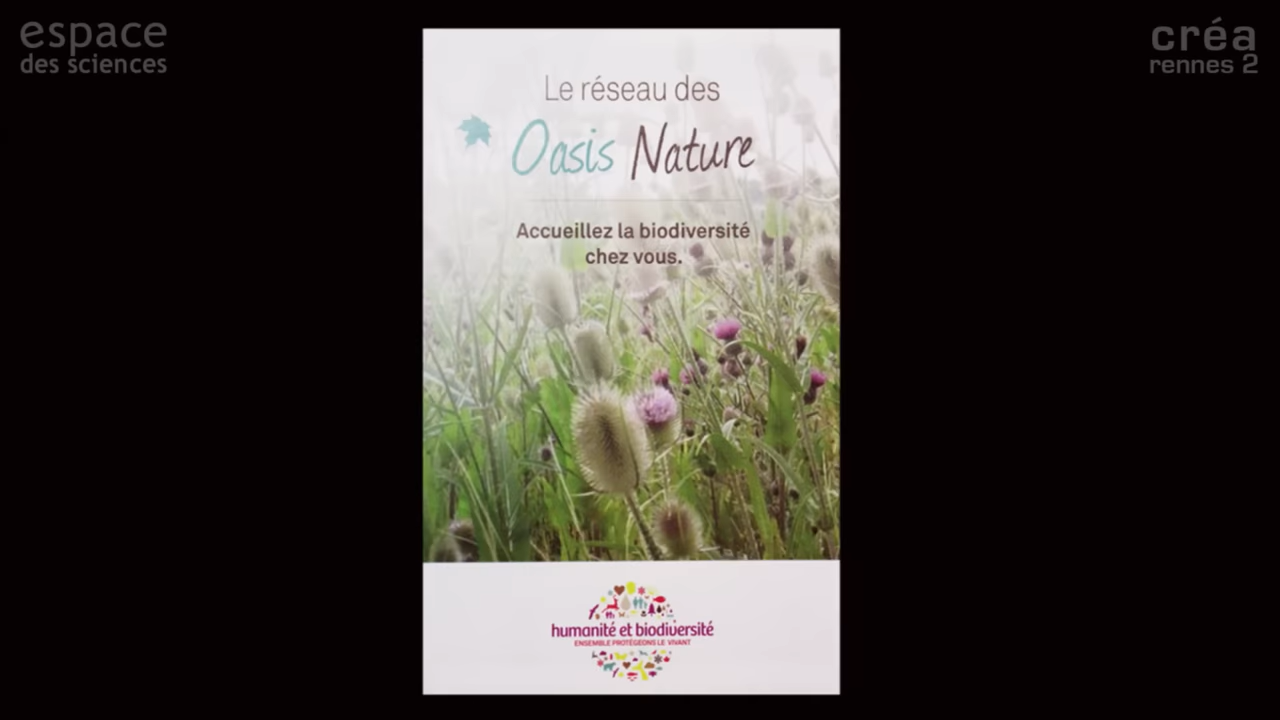 espace
des sciences
créa
rennes 2
Le réseau des
Oasis Nature
Accueillez la biodiversité
chez vous.
humanité et biodiversité
ENSEMBLE PROTÉGEONS LE VIVANT